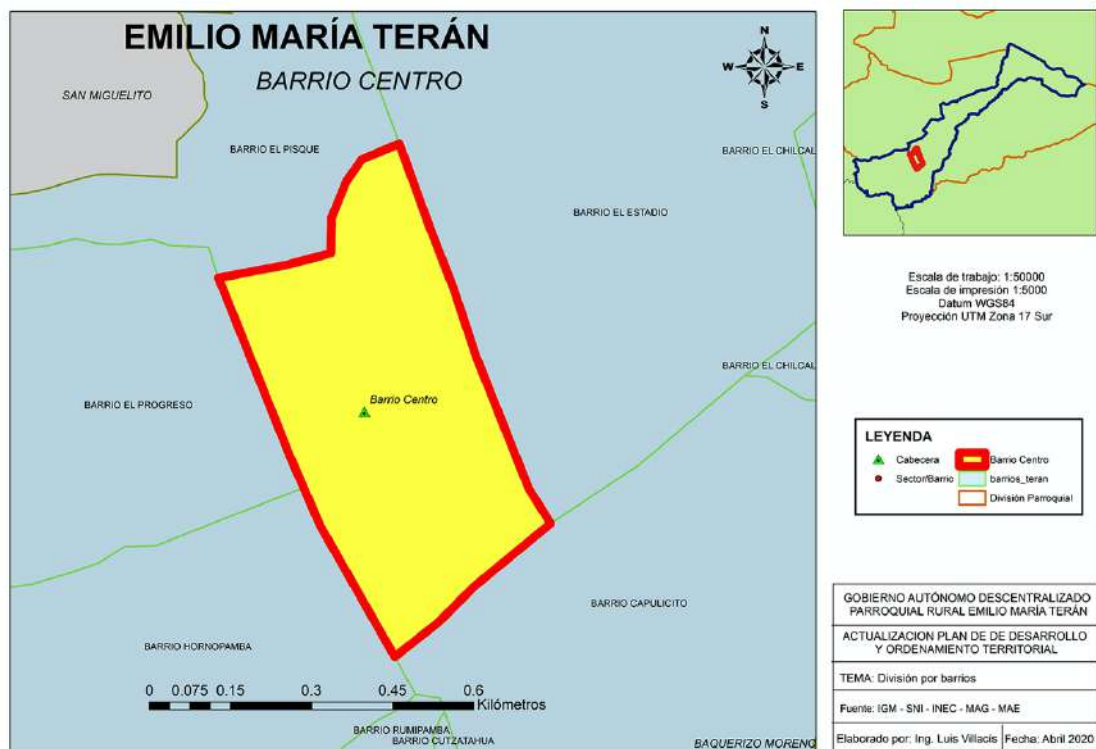 EMILIO MARÍA TERÁN
BARRIO CENTRO
N
W E
S
SAN MIGUELITO
BARRIO EL PISQUE
BARRIO EL CHILCAL
BARRIO EL ESTADIO
BARRIO EL CHILCAL
Barrio Centro
BARRIO EL PROGRESO
BARRIO CAPULICITO
BARRIO HORNOPAMBA
0 0.075 0.15 0.3 0.45 0.6
Kilómetros
BARRIO RUMIPAMBA
BARRIO CUTZATAHUA
BAQUERIZO MORENO
Escala de trabajo: 1:50000
Escala de impresión 1:5000
Datum WGS84
Proyección UTM Zona 17 Sur
LEYENDA
Cabecera
Sector/Barrio
Barrio Centro
barrios_teran
División Parroquial
GOBIERNO AUTÓNOMO DESCENTRALIZADO
PARROQUIAL RURAL EMILIO MARÍA TERÁN
ACTUALIZACION PLAN DE DE DESARROLLO
Y ORDENAMIENTO TERRITORIAL
TEMA: División por barrios
Fuente: IGM - SNI - INEC - MAG - MAE
Elaborado por: Ing. Luis Villacis Fecha: Abril 2020